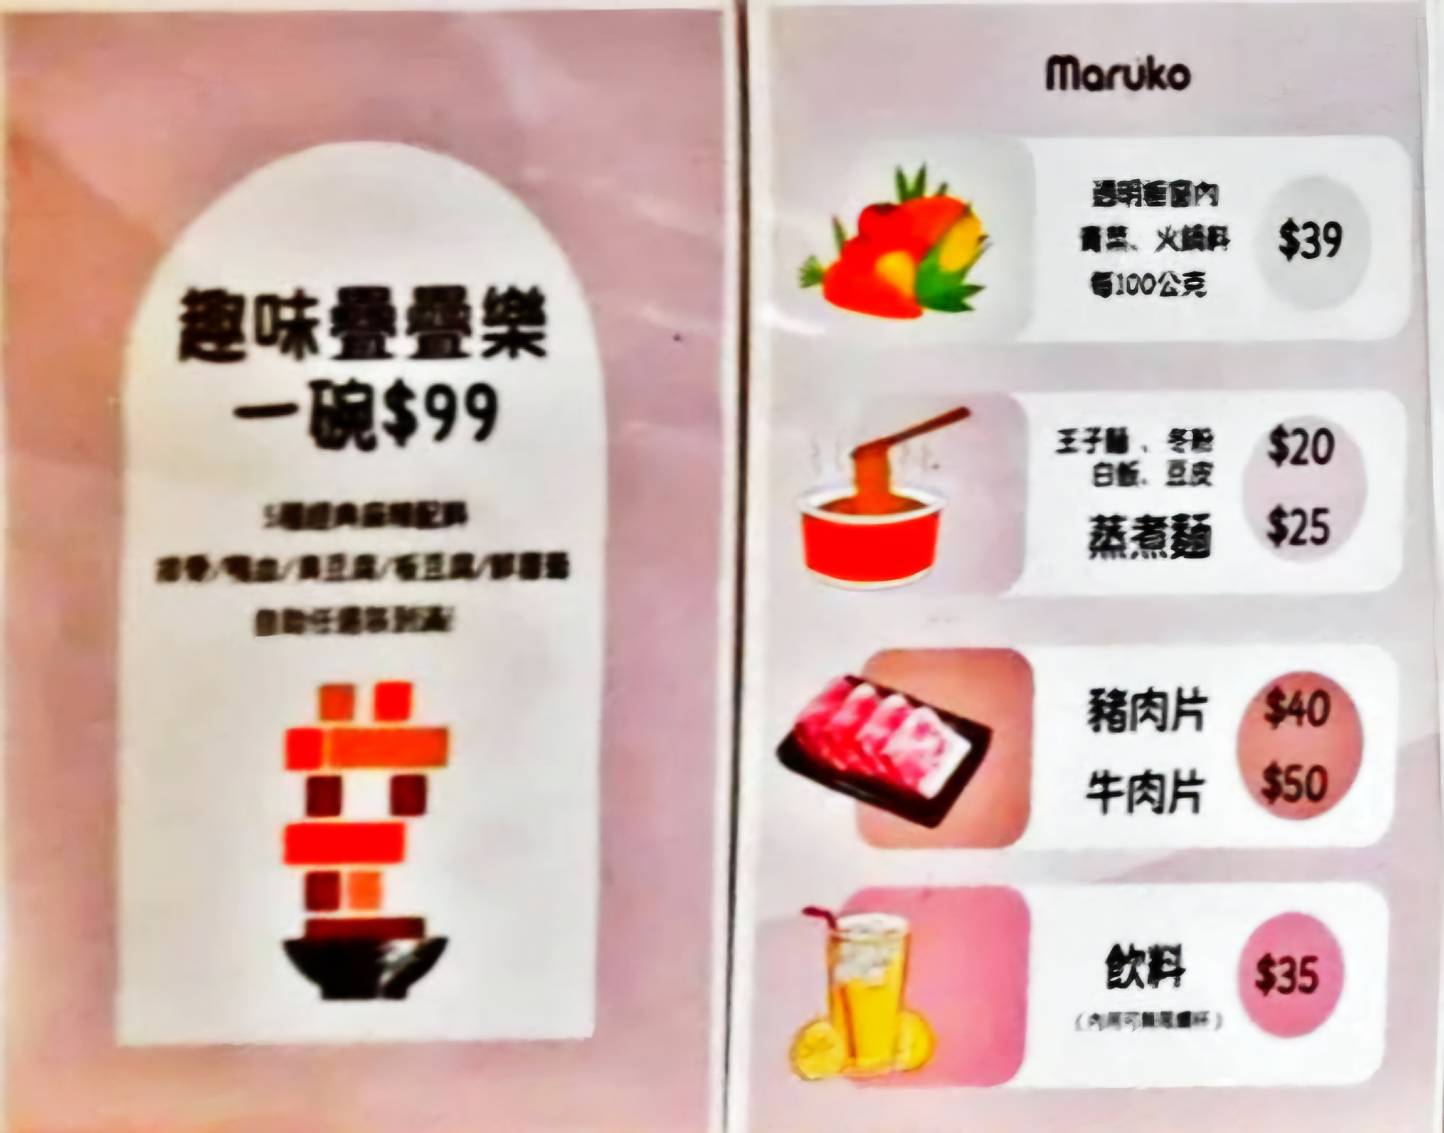 趣味疊疊樂
一碗$99
Maruko
透明櫥窗內
青菜、火鍋料
每100公克
$39
王子麵、冬粉
白飯、豆皮
$20
蒸煮麵
$25
豬肉片
$40
牛肉片
$50
飲料
$35